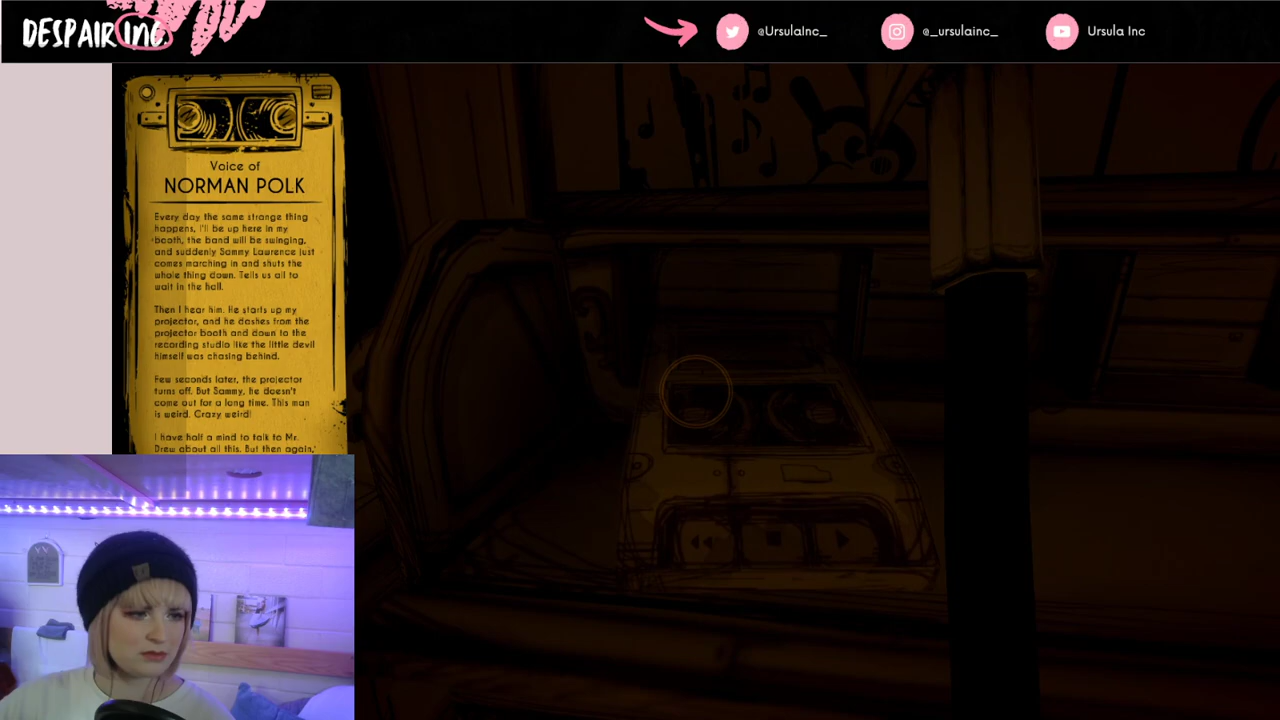 DESPAIR INC.
@UrsulaInc_
@_ursulainc_
Ursula Inc
Voice of
NORMAN POLK
Every day the same strange thing
happens, I'll be up here in my
booth, the band will be swinging,
and suddenly Sammy Lawrence just
comes marching in and shuts the
whole thing down. Tells us all to
wait in the hall.
Then I hear him. He starts up my
projector, and he dashes from the
projector booth and down to the
recording studio like the little devil
himself was chasing behind.
Few seconds later, the projector
turns off. But Sammy, he doesn't
come out for a long time. This man
is weird. Crazy weird!
I have half a mind to talk to Mr.
Drew about all this. But then again,